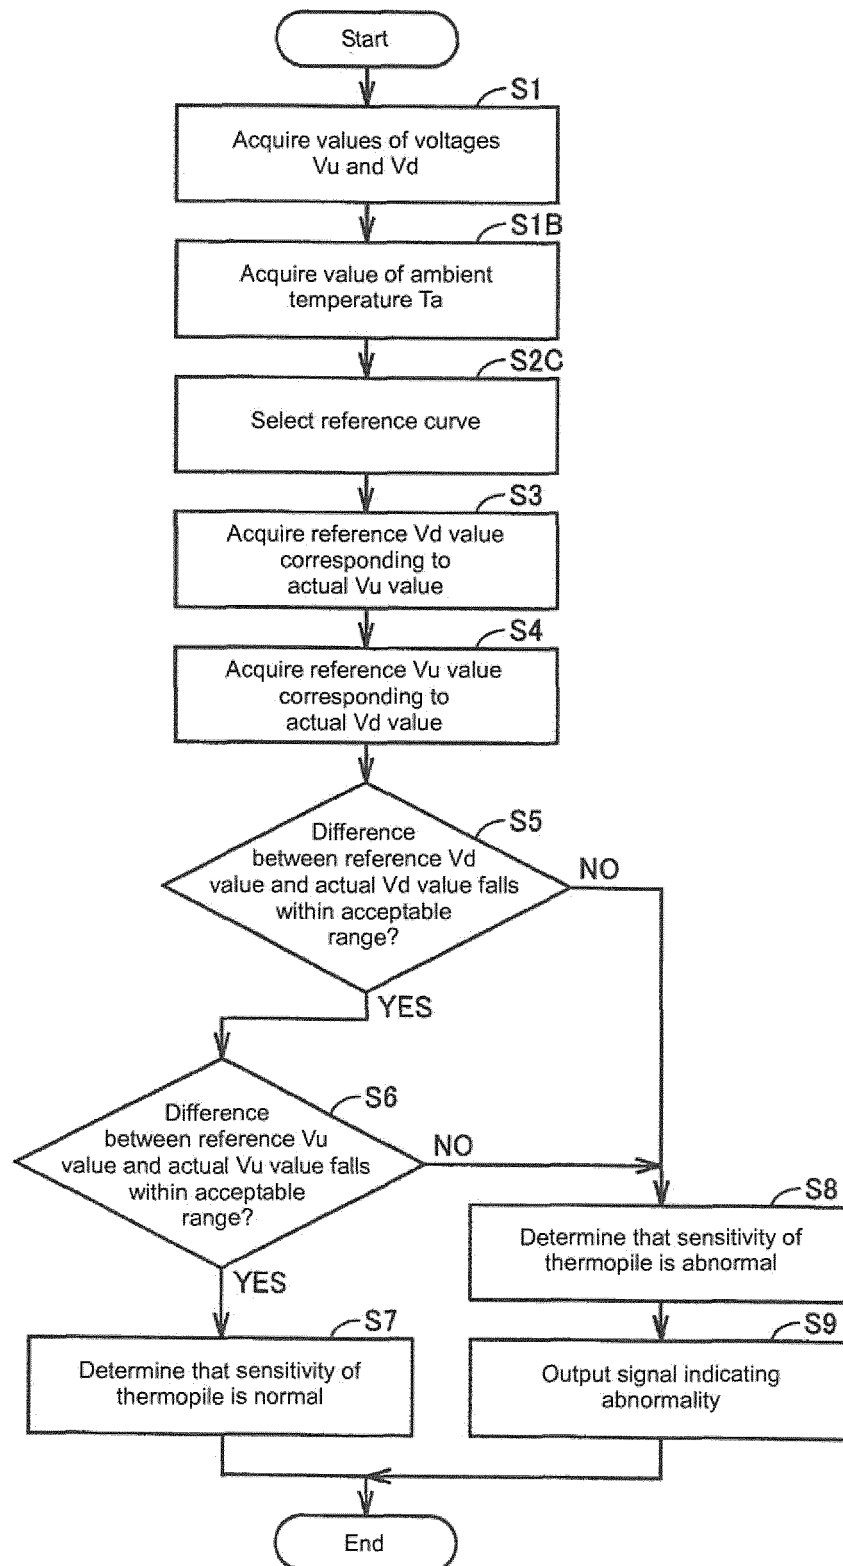 Start
S1
Acquire values of voltages
Vu and Vd
S1B
Acquire value of ambient
temperature Ta
S2C
Select reference curve
S3
Acquire reference Vd value
corresponding to
actual Vu value
S4
Acquire reference Vu value
corresponding to
actual Vd value
S5
Difference
between reference Vd
value and actual Vd value falls
within acceptable
range?
NO
YES
S6
Difference
between reference Vu
value and actual Vu value falls
within acceptable
range?
NO
YES
S8
Determine that sensitivity of
thermopile is abnormal
S7
Determine that sensitivity of
thermopile is normal
S9
Output signal indicating
abnormality
End